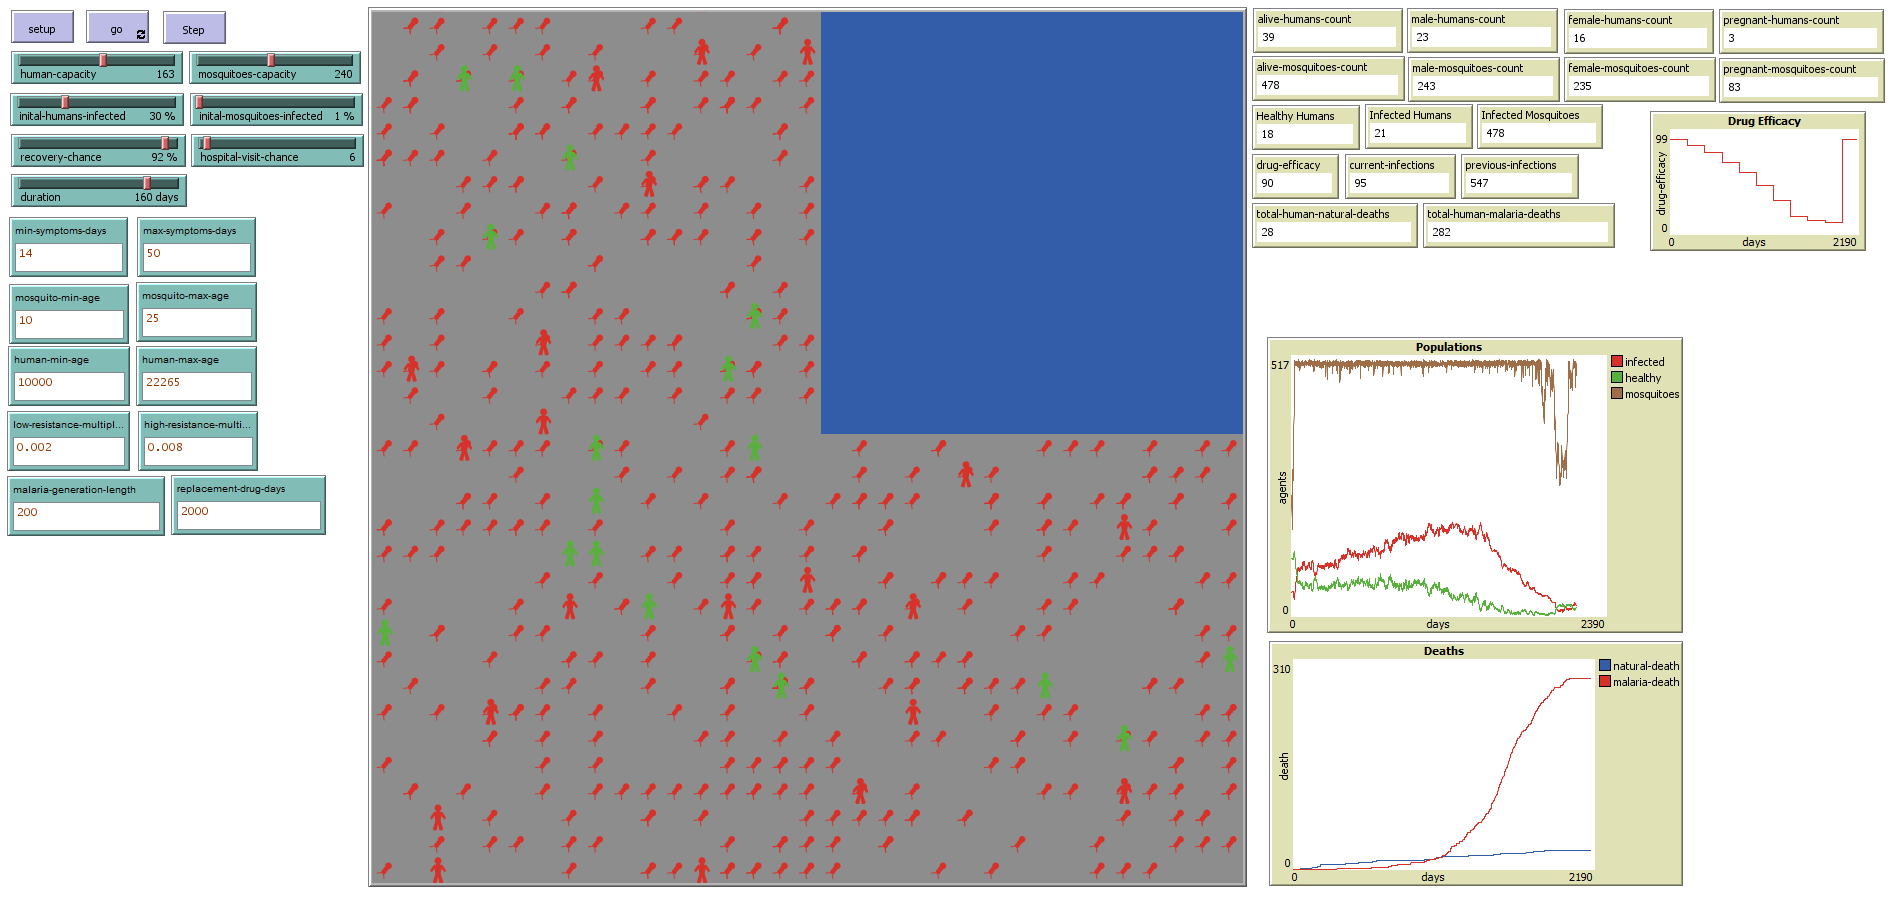 setup
go
Step
human-capacity 163
mosquitoes-capacity 240
inital-humans-infected 30 %
inital-mosquitoes-infected 1 %
recovery-chance 92 %
hospital-visit-chance 6
duration 160 days
min-symptoms-days
14
max-symptoms-days
50
mosquito-min-age
10
mosquito-max-age
25
human-min-age
10000
human-max-age
22265
low-resistance-multipl...
0.002
high-resistance-multi...
0.008
malaria-generation-length
200
replacement-drug-days
2000
alive-humans-count
39
male-humans-count
23
female-humans-count
16
pregnant-humans-count
3
alive-mosquitoes-count
478
male-mosquitoes-count
243
female-mosquitoes-count
235
pregnant-mosquitoes-count
83
Healthy Humans
18
Infected Humans
21
Infected Mosquitoes
478
drug-efficacy
90
current-infections
95
previous-infections
547
total-human-natural-deaths
28
total-human-malaria-deaths
282
Drug Efficacy
99
drug-efficacy
0
0 days 2190
Populations
517
agents
0
0 days 2390
infected
healthy
mosquitoes
Deaths
310
death
0
0 days 2190
natural-death
malaria-death